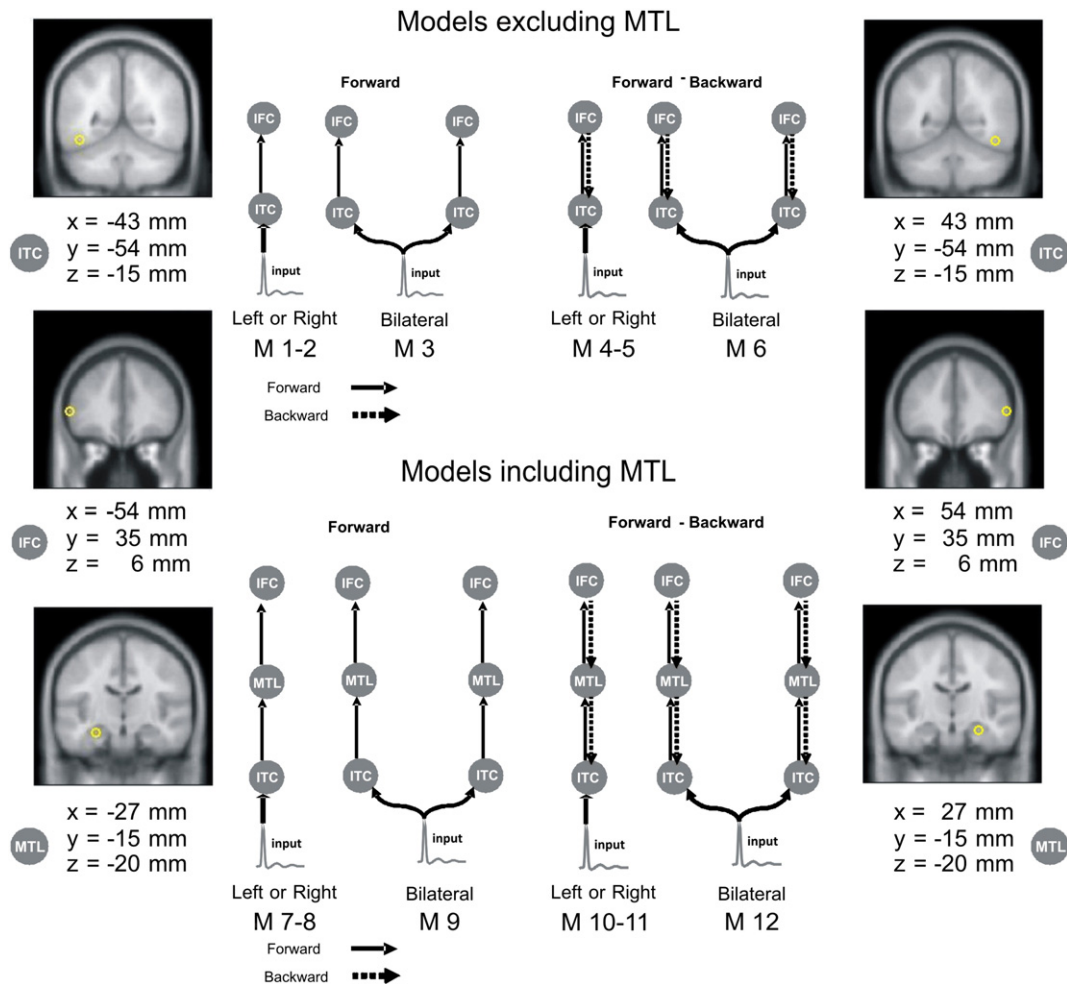 Models excluding MTL
Forward
Forward - Backward
IFC IFC IFC IFC IFC IFC
ITC ITC ITC ITC ITC ITC
input input input input
Left or Right Bilateral Left or Right Bilateral
M 1-2 M 3 M 4-5 M 6
Forward
Backward
x = -43 mm
ITC y = -54 mm
z = -15 mm
x = 43 mm
y = -54 mm ITC
z = -15 mm
x = -54 mm
IFC y = 35 mm
z = 6 mm
x = 54 mm
y = 35 mm IFC
z = 6 mm
Models including MTL
Forward
Forward - Backward
IFC IFC IFC IFC IFC IFC
MTL MTL MTL MTL MTL MTL
ITC ITC ITC ITC ITC ITC
input input input input
Left or Right Bilateral Left or Right Bilateral
M 7-8 M 9 M 10-11 M 12
Forward
Backward
x = -27 mm
y = -15 mm
MTL z = -20 mm
x = 27 mm
y = -15 mm MTL
z = -20 mm